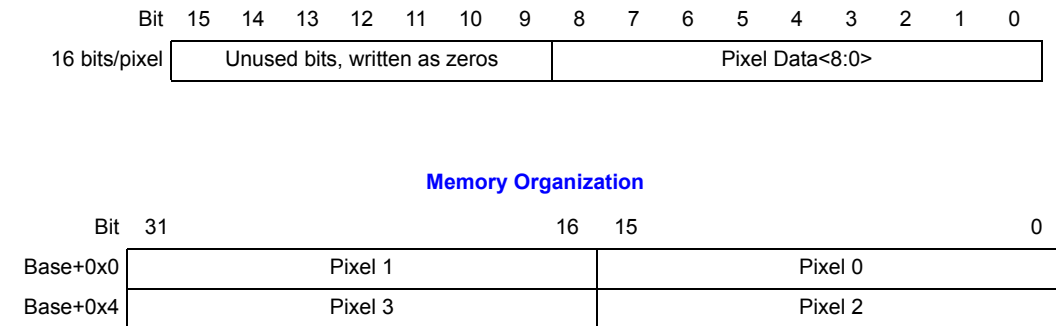 Bit 15 14 13 12 11 10 9 8 7 6 5 4 3 2 1 0
16 bits/pixel Unused bits, written as zeros Pixel Data<8:0>
Memory Organization
Bit 31 16 15 0
Base+0x0 Pixel 1 Pixel 0
Base+0x4 Pixel 3 Pixel 2